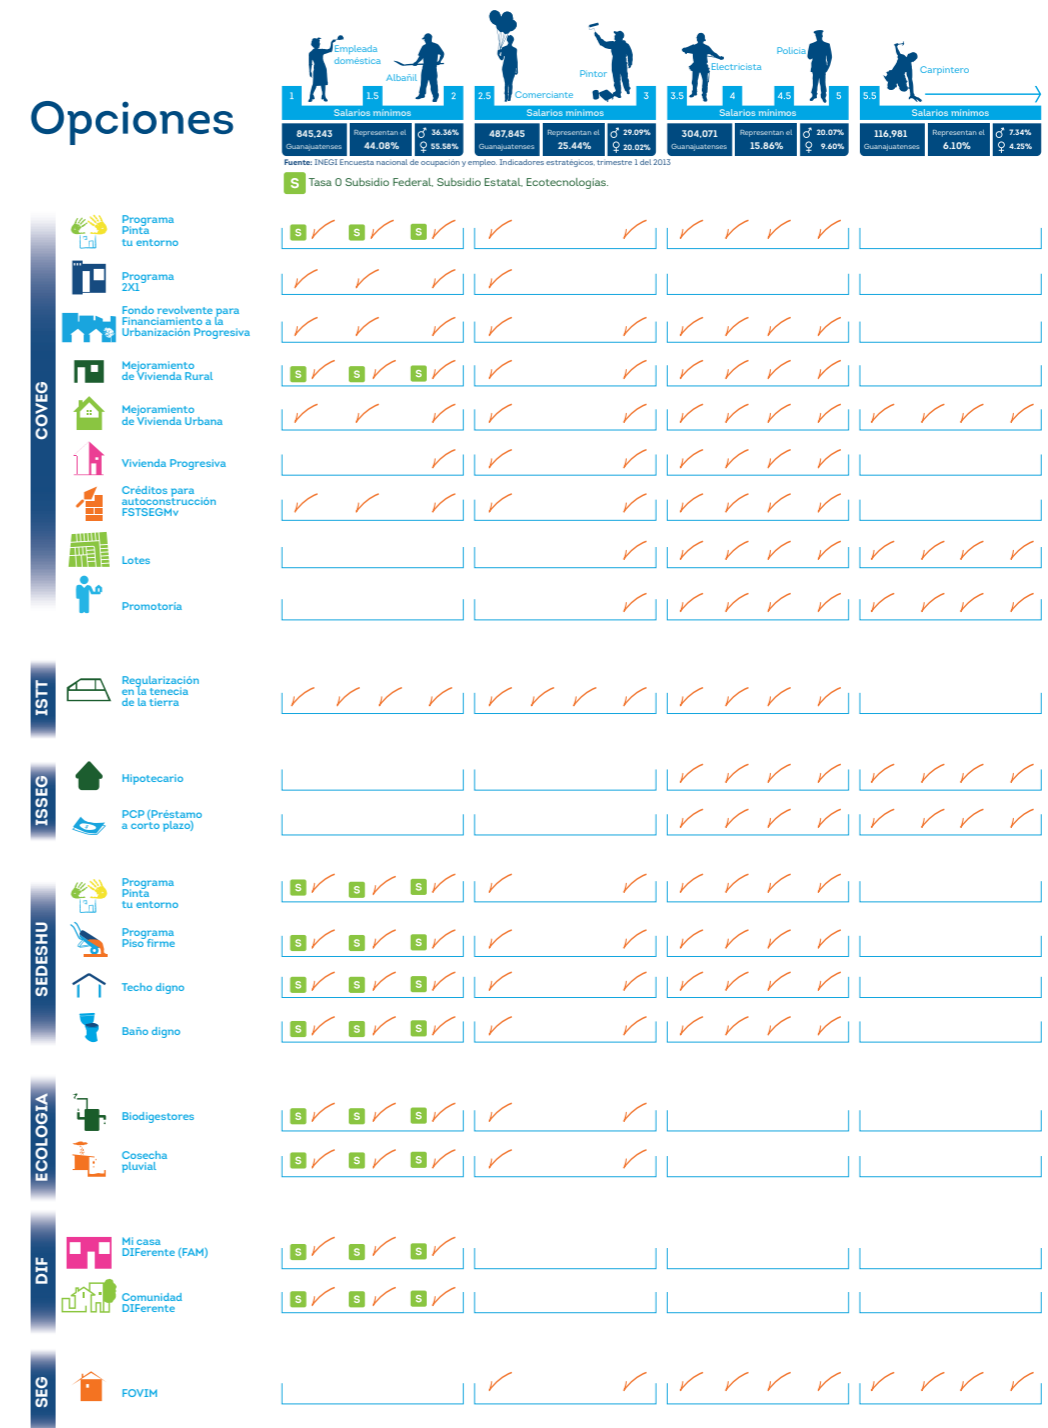 Opciones
Empleada
doméstica
Albañil
Comerciante
Pintor
Electricista
Policia
Carpintero
1 1.5 2
Salarios mínimos
2.5 3
Salarios mínimos
3.5 4 4.5 5
Salarios mínimos
5.5
Salarios mínimos
845,243
Guanajuatenses
Representan el
44.08%
♂ 36.36%
♀ 55.58%
487,845
Guanajuatenses
Representan el
25.44%
♂ 29.09%
♀ 20.02%
304,071
Guanajuatenses
Representan el
15.86%
♂ 20.07%
♀ 9.60%
116,981
Guanajuatenses
Representan el
6.10%
♂ 7.34%
♀ 4.25%
Fuente: INEGI Encuesta nacional de ocupación y empleo. Indicadores estratégicos, trimestre 1 del 2013
S Tasa 0 Subsidio Federal, Subsidio Estatal, Ecotecnologías.
COVEG
Programa
Pinta
tu entorno
S S S
Programa
2X1
Fondo revolvente para
Financiamiento a la
Urbanización Progresiva
Mejoramiento
de Vivienda Rural
S S S
Mejoramiento
de Vivienda Urbana
Vivienda Progresiva
Créditos para
autoconstrucción
FSTSEGMv
Lotes
Promotoría
ISTT
Regularización
en la tenecia
de la tierra
ISSEG
Hipotecario
PCP (Préstamo
a corto plazo)
SEDESHU
Programa
Pinta
tu entorno
S S S
Programa
Piso firme
S S S
Techo digno
S S S
Baño digno
S S S
ECOLOGIA
Biodigestores
S S S
Cosecha
pluvial
S S S
DIF
Mi casa
DIFerente (FAM)
S S S
Comunidad
DIFerente
S S S
SEG
FOVIM